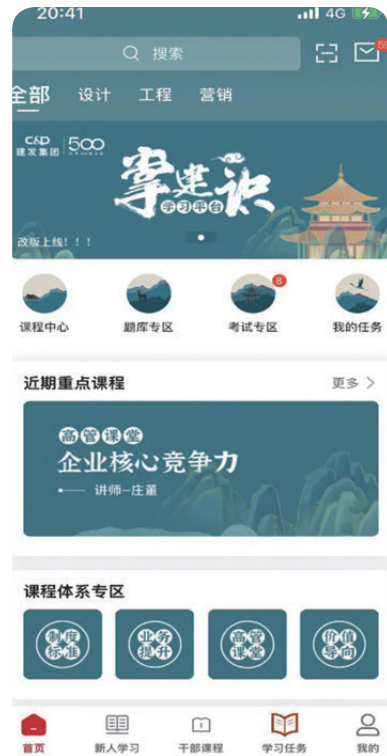 20:41
4G
搜索
全部 设计 工程 营销
C&D
建发集团
500
掌建识
学习平台
改版上线！！！
8
课程中心 题库专区 考试专区 我的任务
近期重点课程 更多 >
高管课堂
企业核心竞争力
讲师-庄董
课程体系专区
制度标准 业务提升 高管课堂 价值导向
首页 新人学习 干部课程 学习任务 我的